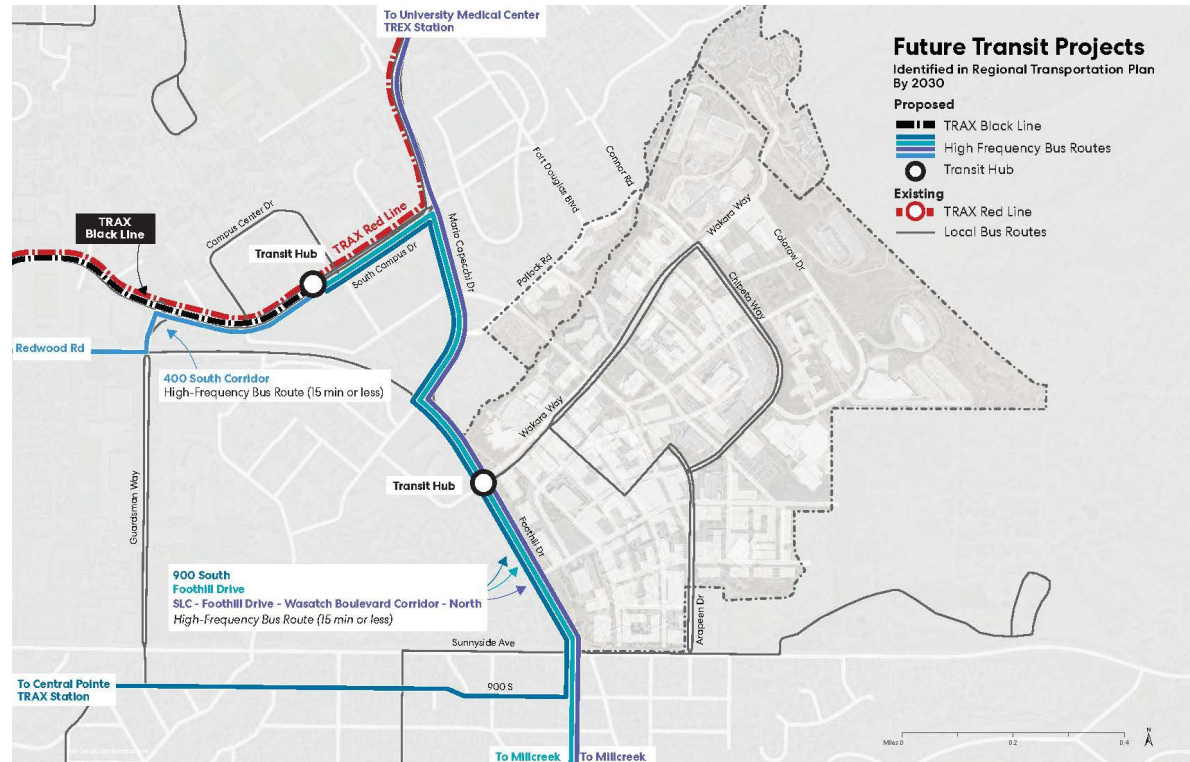 To University Medical Center
TREX Station
Future Transit Projects
Identified in Regional Transportation Plan
By 2030
Proposed
TRAX Black Line
High Frequency Bus Routes
Transit Hub
Existing
TRAX Red Line
Local Bus Routes
Fort Douglas Blvd
Connor Rd
Wakara Way
Colorow Dr
Campus Center Dr
TRAX
Black Line
TRAX Red Line
Mario Capecchi Dr
Transit Hub
South Campus Dr
Pollock Rd
Chipeta Way
Redwood Rd
400 South Corridor
High-Frequency Bus Route (15 min or less)
Wakara Way
Guardsman Way
Transit Hub
Foothill Dr
900 South
Foothill Drive
SLC - Foothill Drive - Wasatch Boulevard Corridor - North
High-Frequency Bus Route (15 min or less)
Arapeen Dr
Sunnyside Ave
To Central Pointe
TRAX Station
900 S
To Millcreek
To Millcreek
Miles 0
0.2
0.4
N